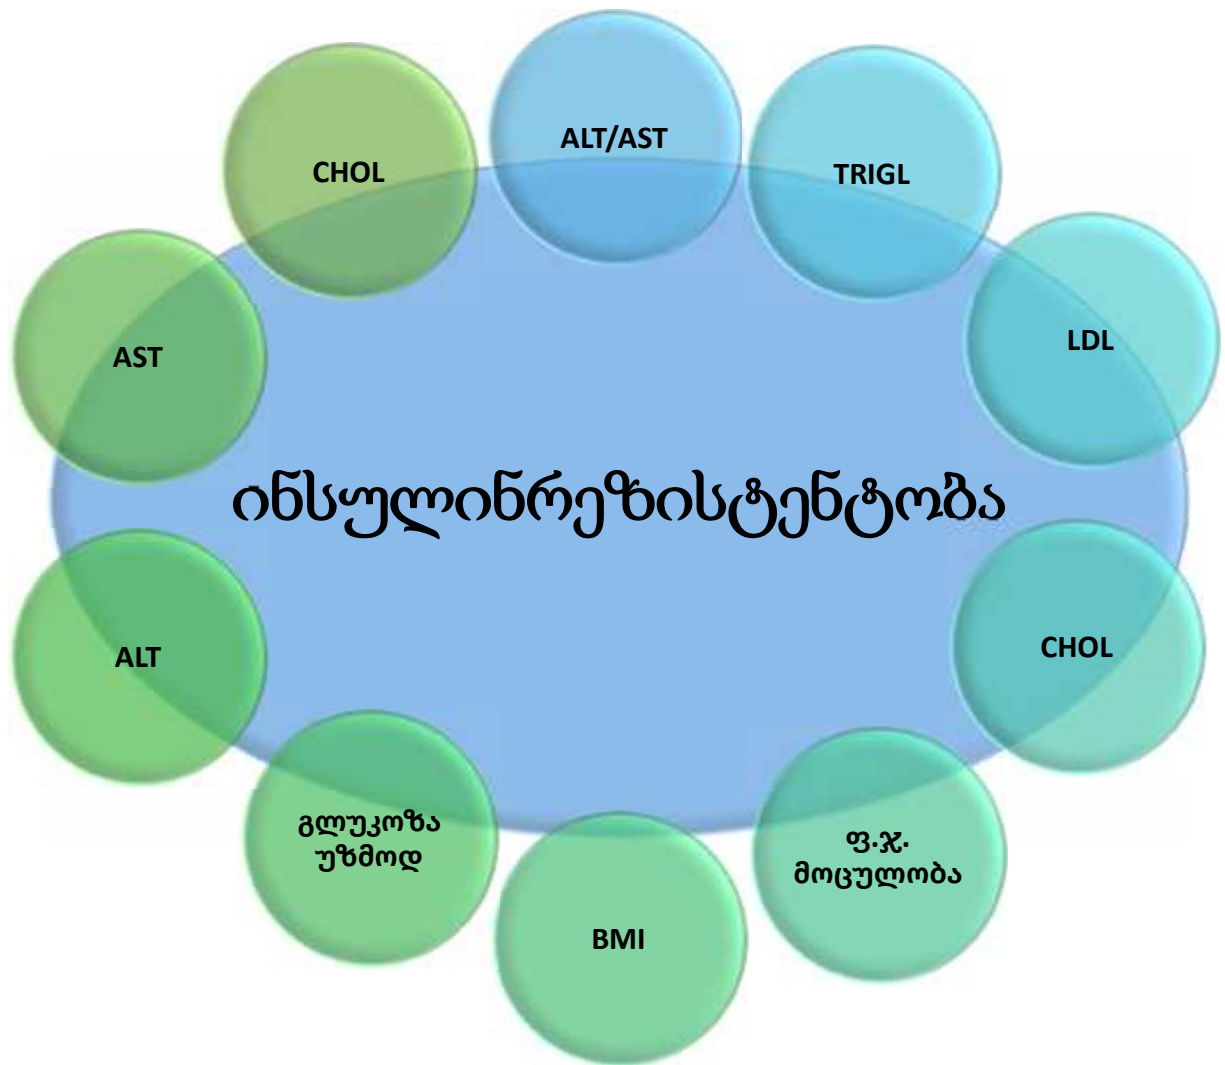 ALT/AST
CHOL
TRIGL
LDL
AST
ინსულინრეზისტენტობა
CHOL
ALT
გლუკოზა
უზმოდ
ფ.ჯ.
მოცულობა
BMI